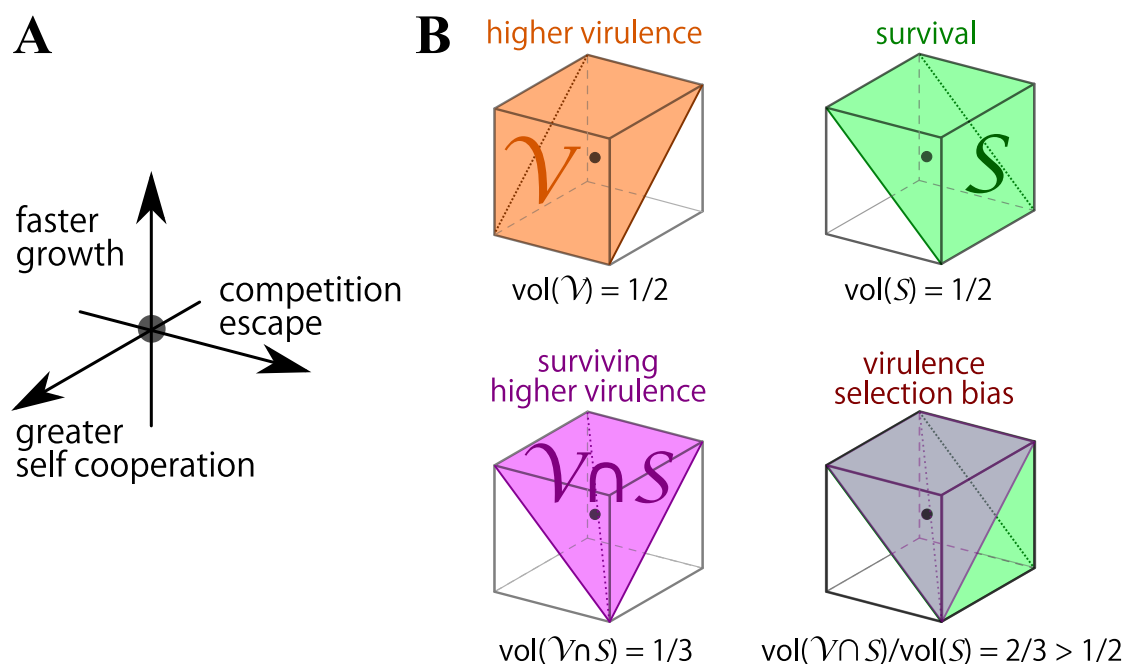 A
faster
growth
competition
escape
greater
self cooperation
B
higher virulence
𝒱
vol(𝒱) = 1/2
survival
S
vol(S) = 1/2
surviving
higher virulence
𝒱∩S
vol(𝒱∩S) = 1/3
virulence
selection bias
vol(𝒱∩S)/vol(S) = 2/3 > 1/2